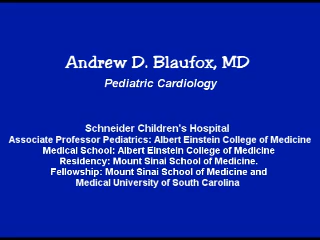 Andrew D. Blaufox, MD
Pediatric Cardiology
Schneider Children's Hospital
Associate Professor Pediatrics: Albert Einstein College of Medicine
Medical School: Albert Einstein College of Medicine
Residency: Mount Sinai School of Medicine.
Fellowship: Mount Sinai School of Medicine and
Medical University of South Carolina